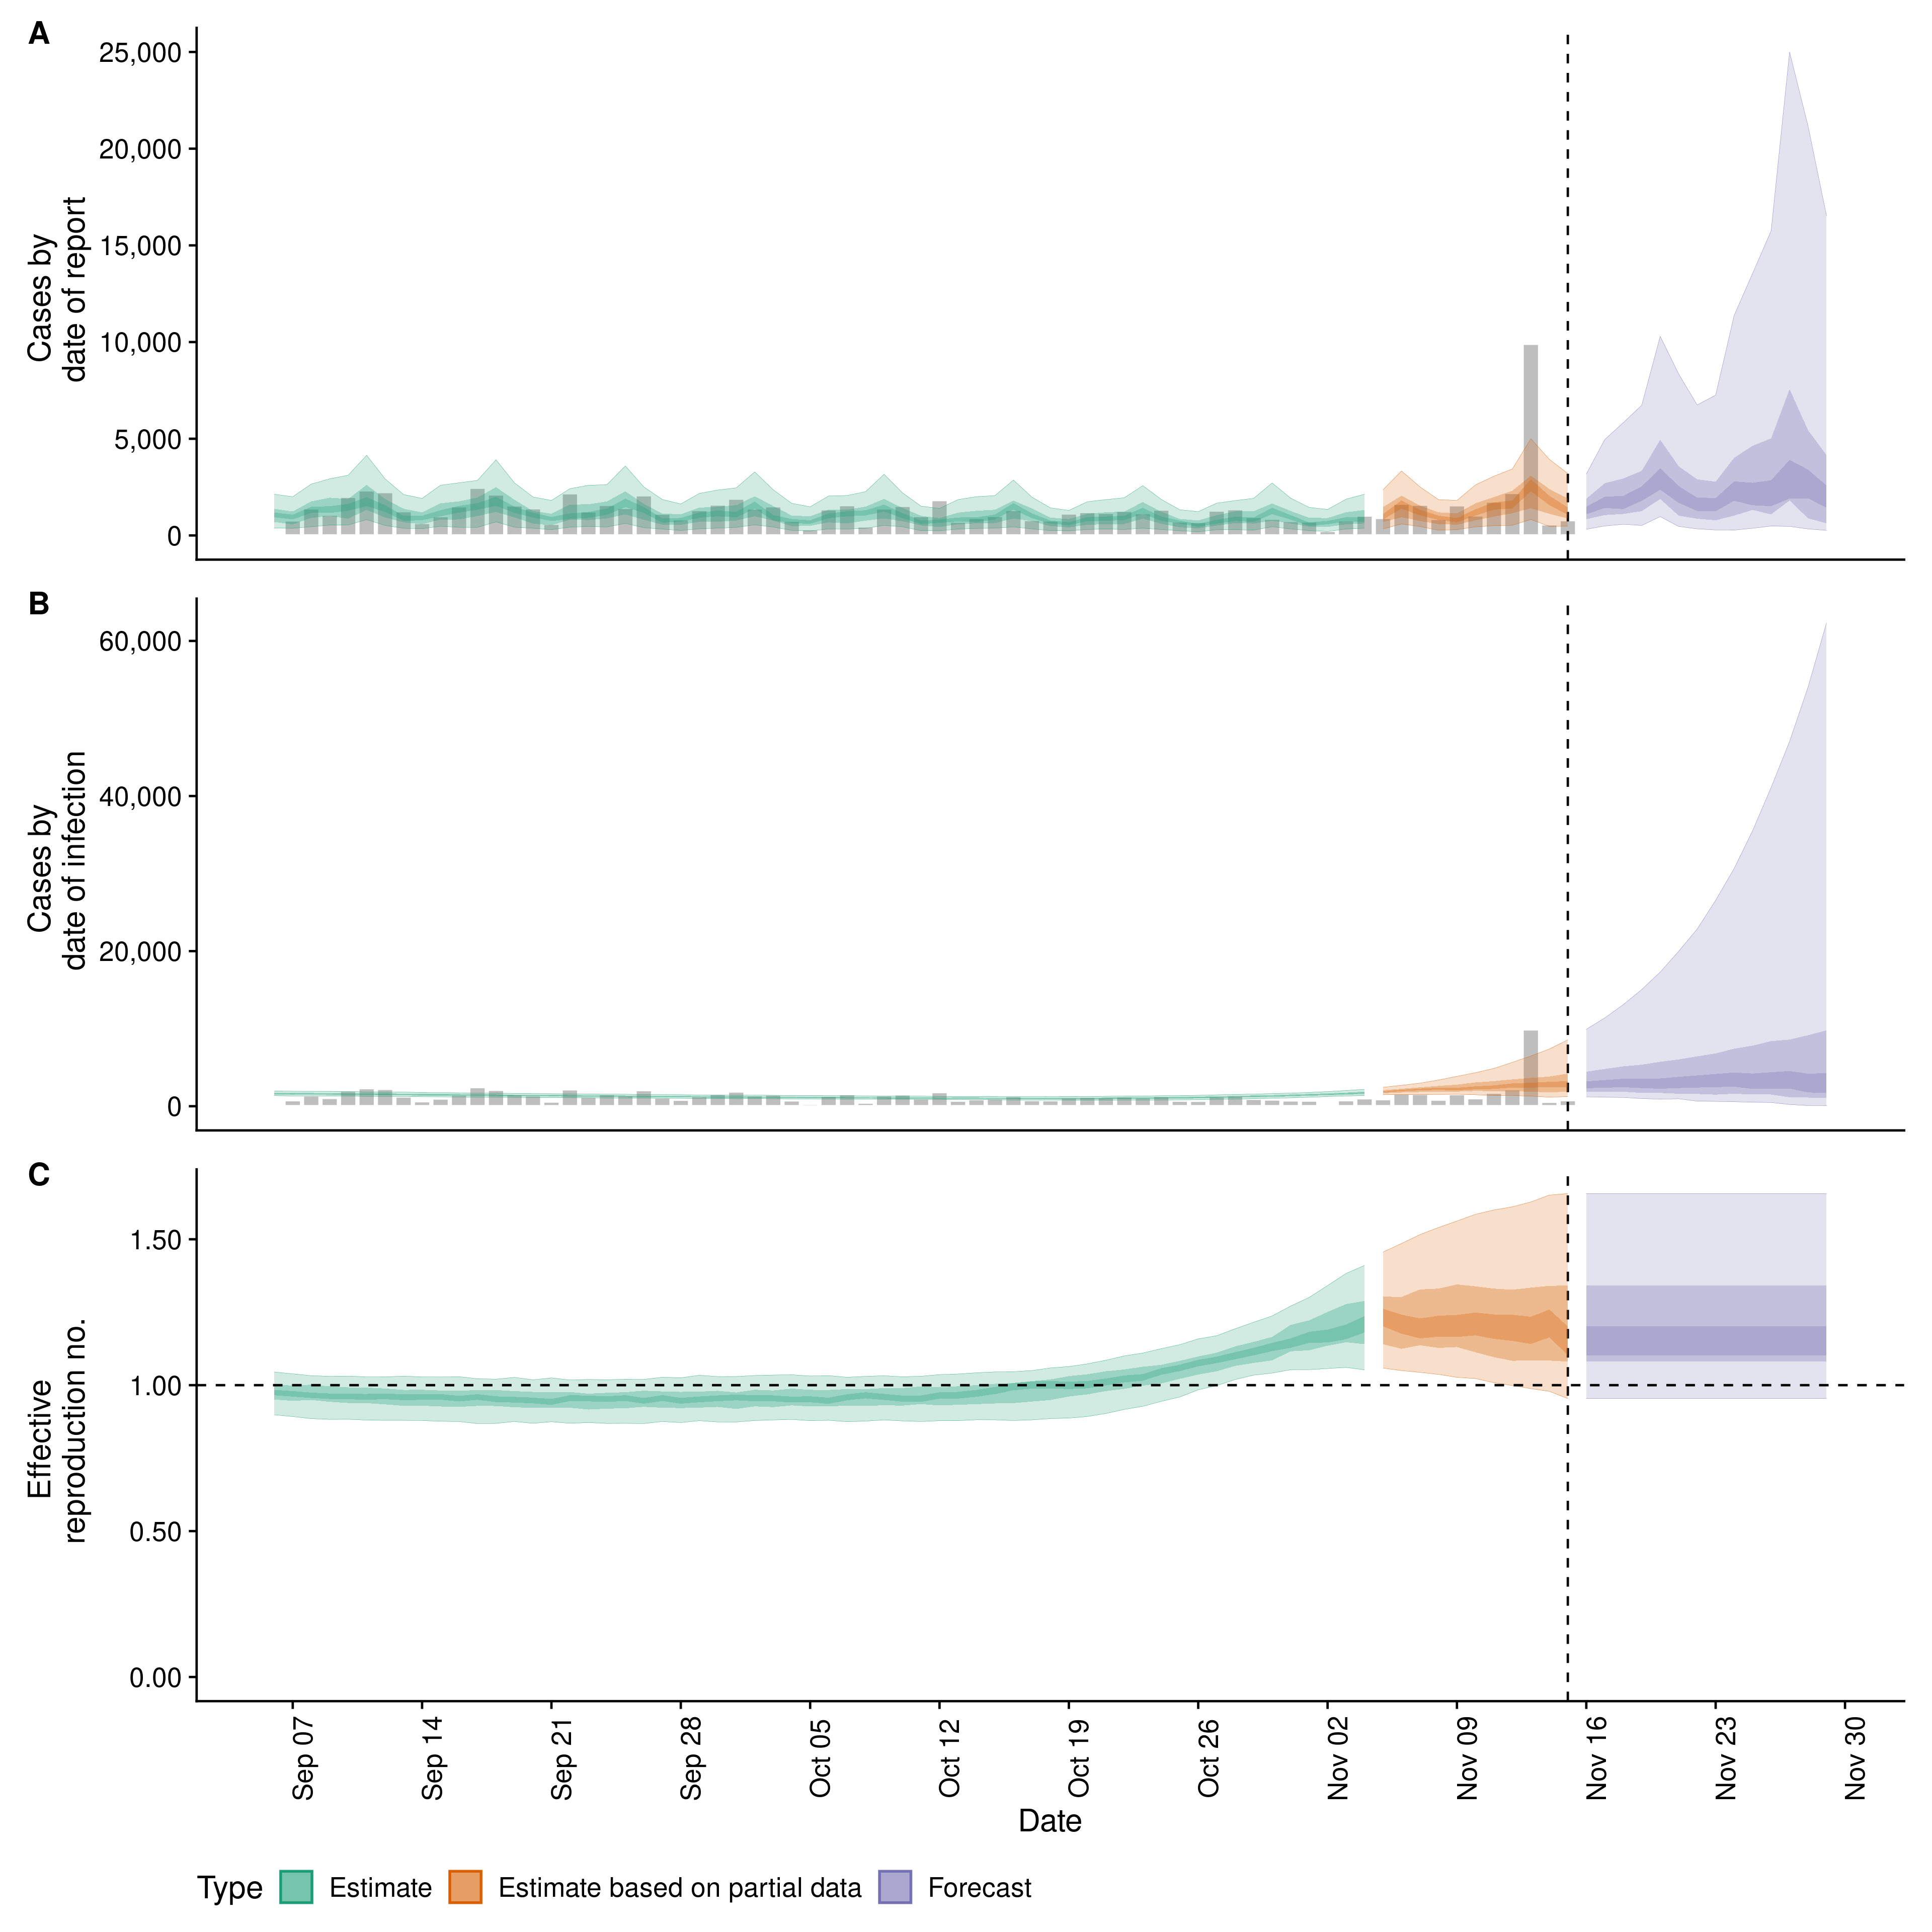 A
25,000
20,000
15,000
10,000
5,000
0
Cases by
date of report
B
60,000
40,000
20,000
0
Cases by
date of infection
C
1.50
1.00
0.50
0.00
Effective
reproduction no.
Sep 07
Sep 14
Sep 21
Sep 28
Oct 05
Oct 12
Oct 19
Oct 26
Nov 02
Nov 09
Nov 16
Nov 23
Nov 30
Date
Type Estimate Estimate based on partial data Forecast